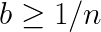 b ≥ 1/n